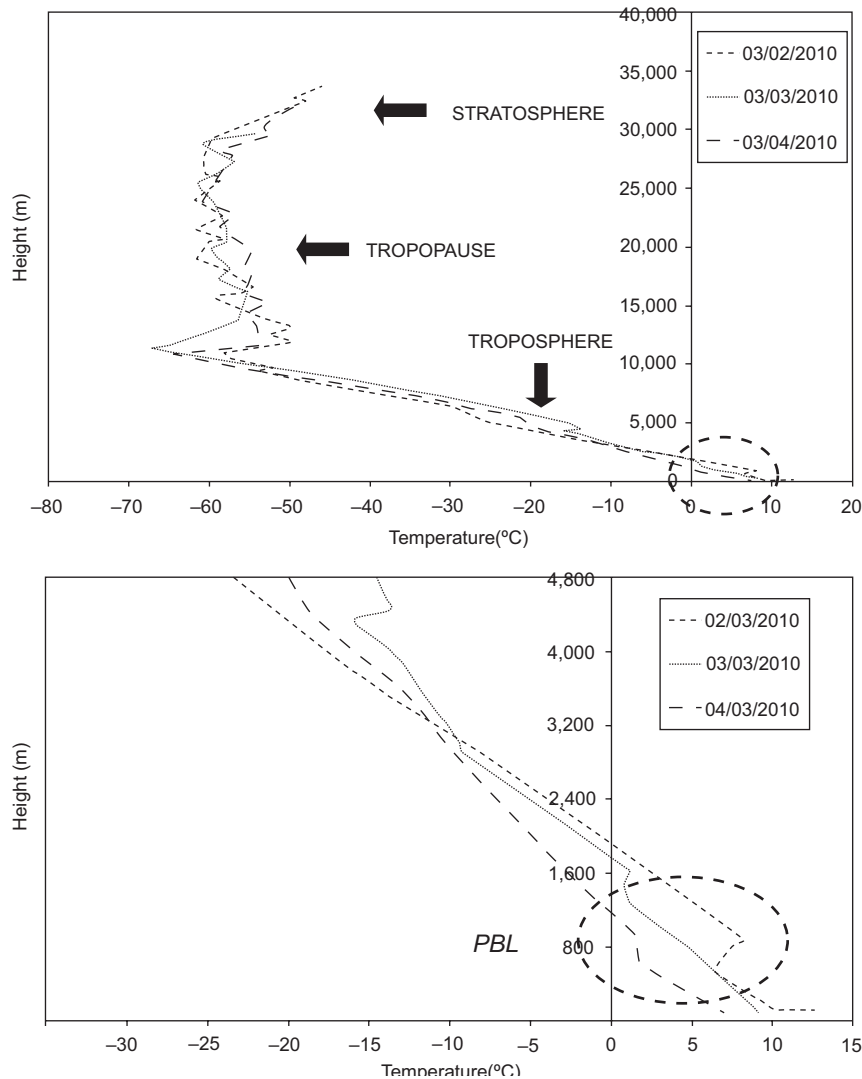 40,000
35,000
30,000
25,000
20,000
15,000
10,000
5,000
0
03/02/2010
03/03/2010
03/04/2010
STRATOSPHERE
TROPOPAUSE
TROPOSPHERE
Height (m)
–80 –70 –60 –50 –40 –30 –20 –10 0 10 20
Temperature(ºC)
4,800
4,000
3,200
2,400
1,600
800
02/03/2010
03/03/2010
04/03/2010
PBL
Height (m)
–30 –25 –20 –15 –10 –5 0 5 10 15
Temperature(ºC)